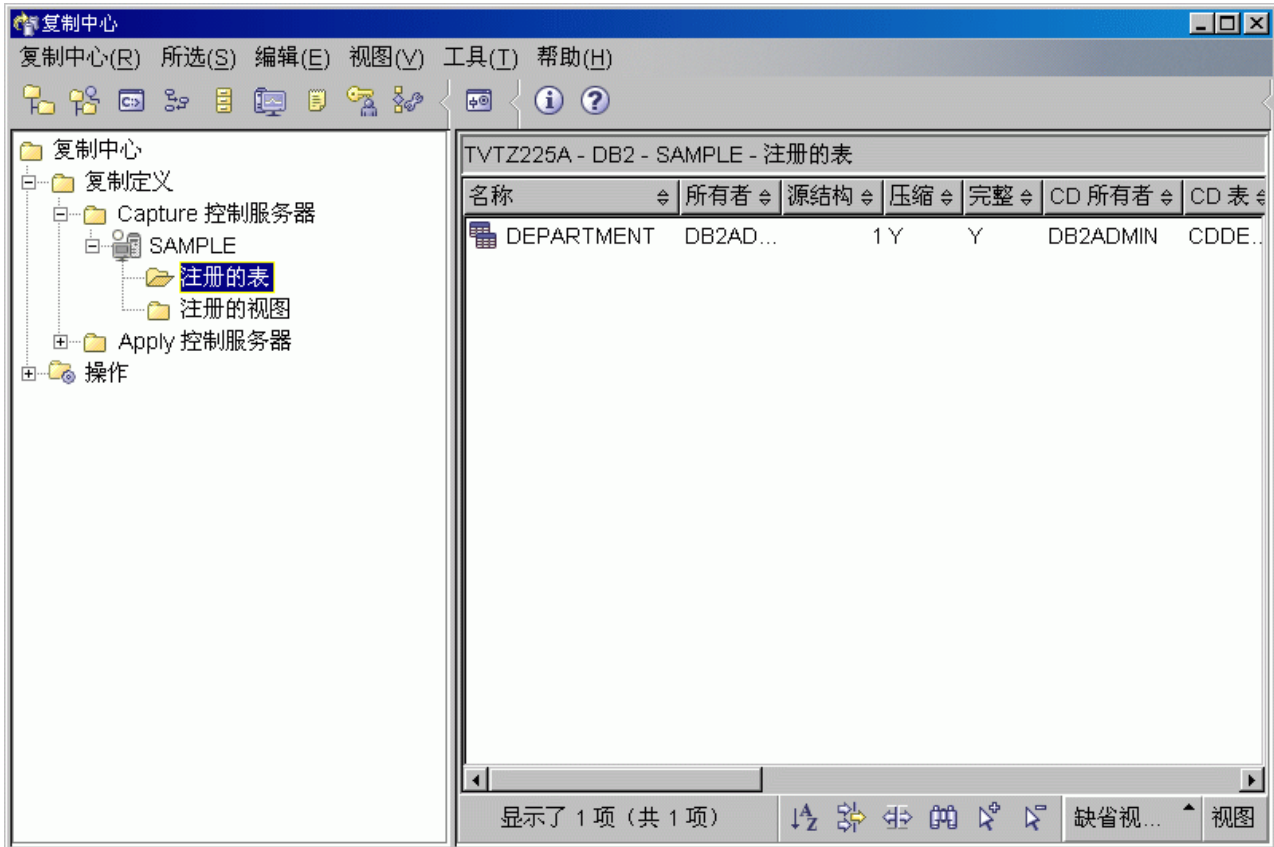 复制中心
复制中心(R) 所选(S) 编辑(E) 视图(V) 工具(T) 帮助(H)
复制中心
复制定义
Capture 控制服务器
SAMPLE
注册的表
注册的视图
Apply 控制服务器
操作
TVTZ225A - DB2 - SAMPLE - 注册的表
名称 所有者 源结构 压缩 完整 CD 所有者 CD 表
DEPARTMENT DB2AD... 1 Y Y DB2ADMIN CDDE..
显示了 1 项（共 1 项） 缺省视... 视图